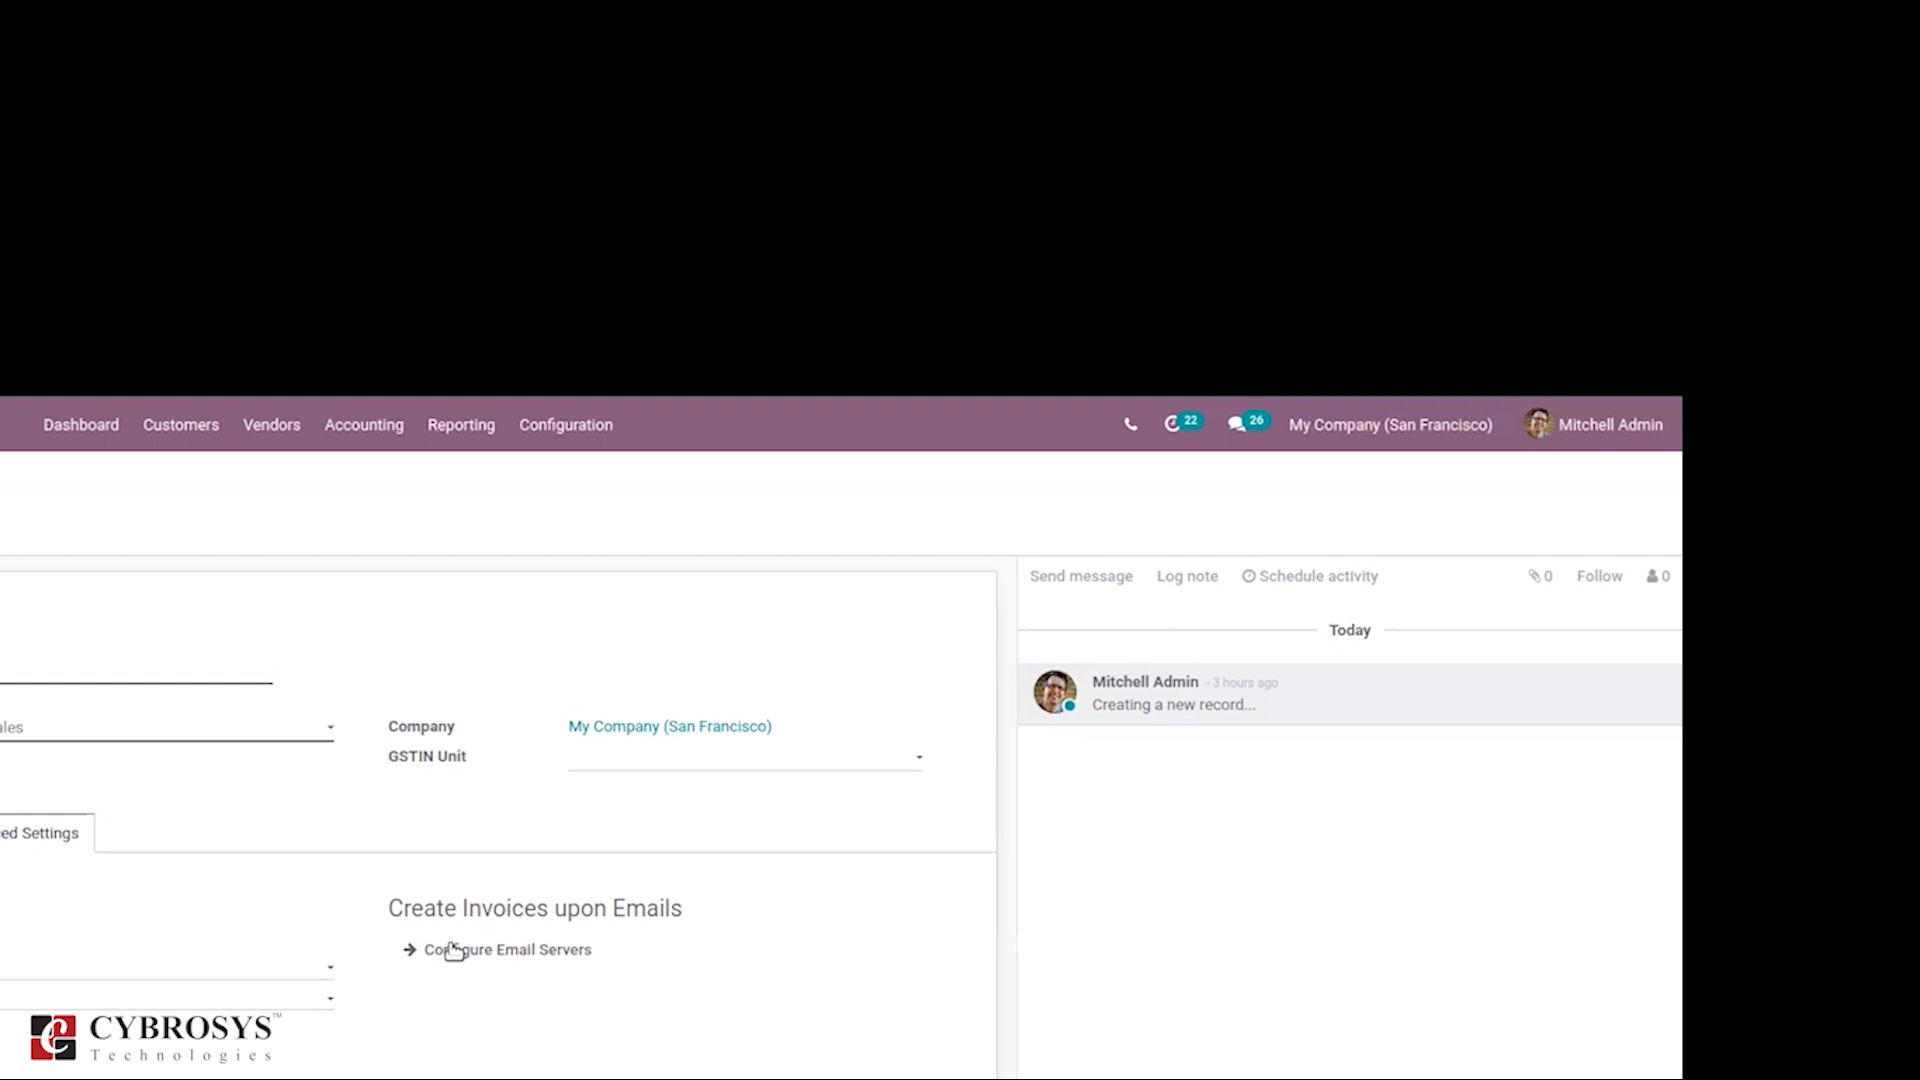 Dashboard Customers Vendors Accounting Reporting Configuration 22 26 My Company (San Francisco) Mitchell Admin
Send message Log note Schedule activity 0 Follow 0
Today
Mitchell Admin - 3 hours ago
Creating a new record...
ales
Company My Company (San Francisco)
GSTIN Unit
ed Settings
Create Invoices upon Emails
Configure Email Servers
CYBROSYS™
Technologies